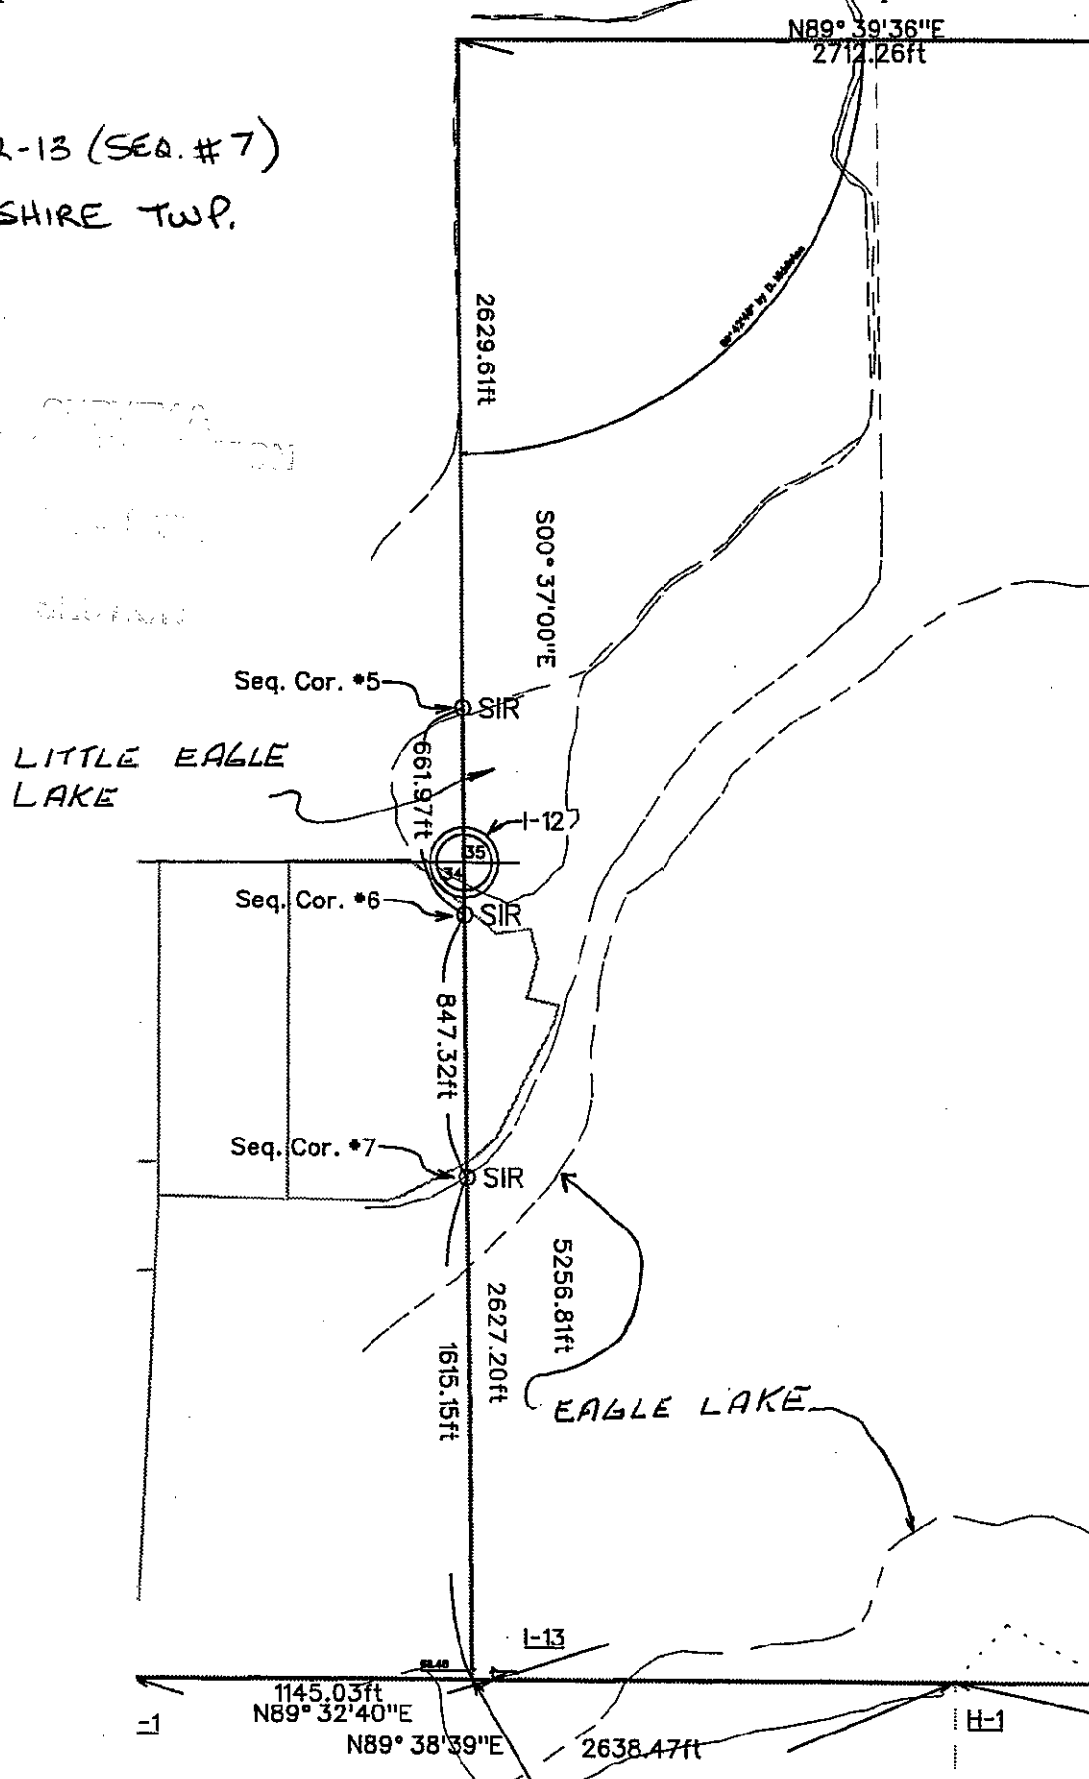 N89° 39'36"E
2712.26ft
2-13 (SEQ. #7)
SHIRE TWP.
2629.61ft
S00° 37'00"E
Seq. Cor. #5
SIR
LITTLE EAGLE
LAKE
661.97ft
I-12
35
34
Seq. Cor. #6
SIR
847.32ft
Seq. Cor. #7
SIR
5256.81ft
2627.20ft
1615.15ft
EAGLE LAKE
I-13
1145.03ft
N89° 32'40"E
-1
H-1
N89° 38'39"E
2638.47ft